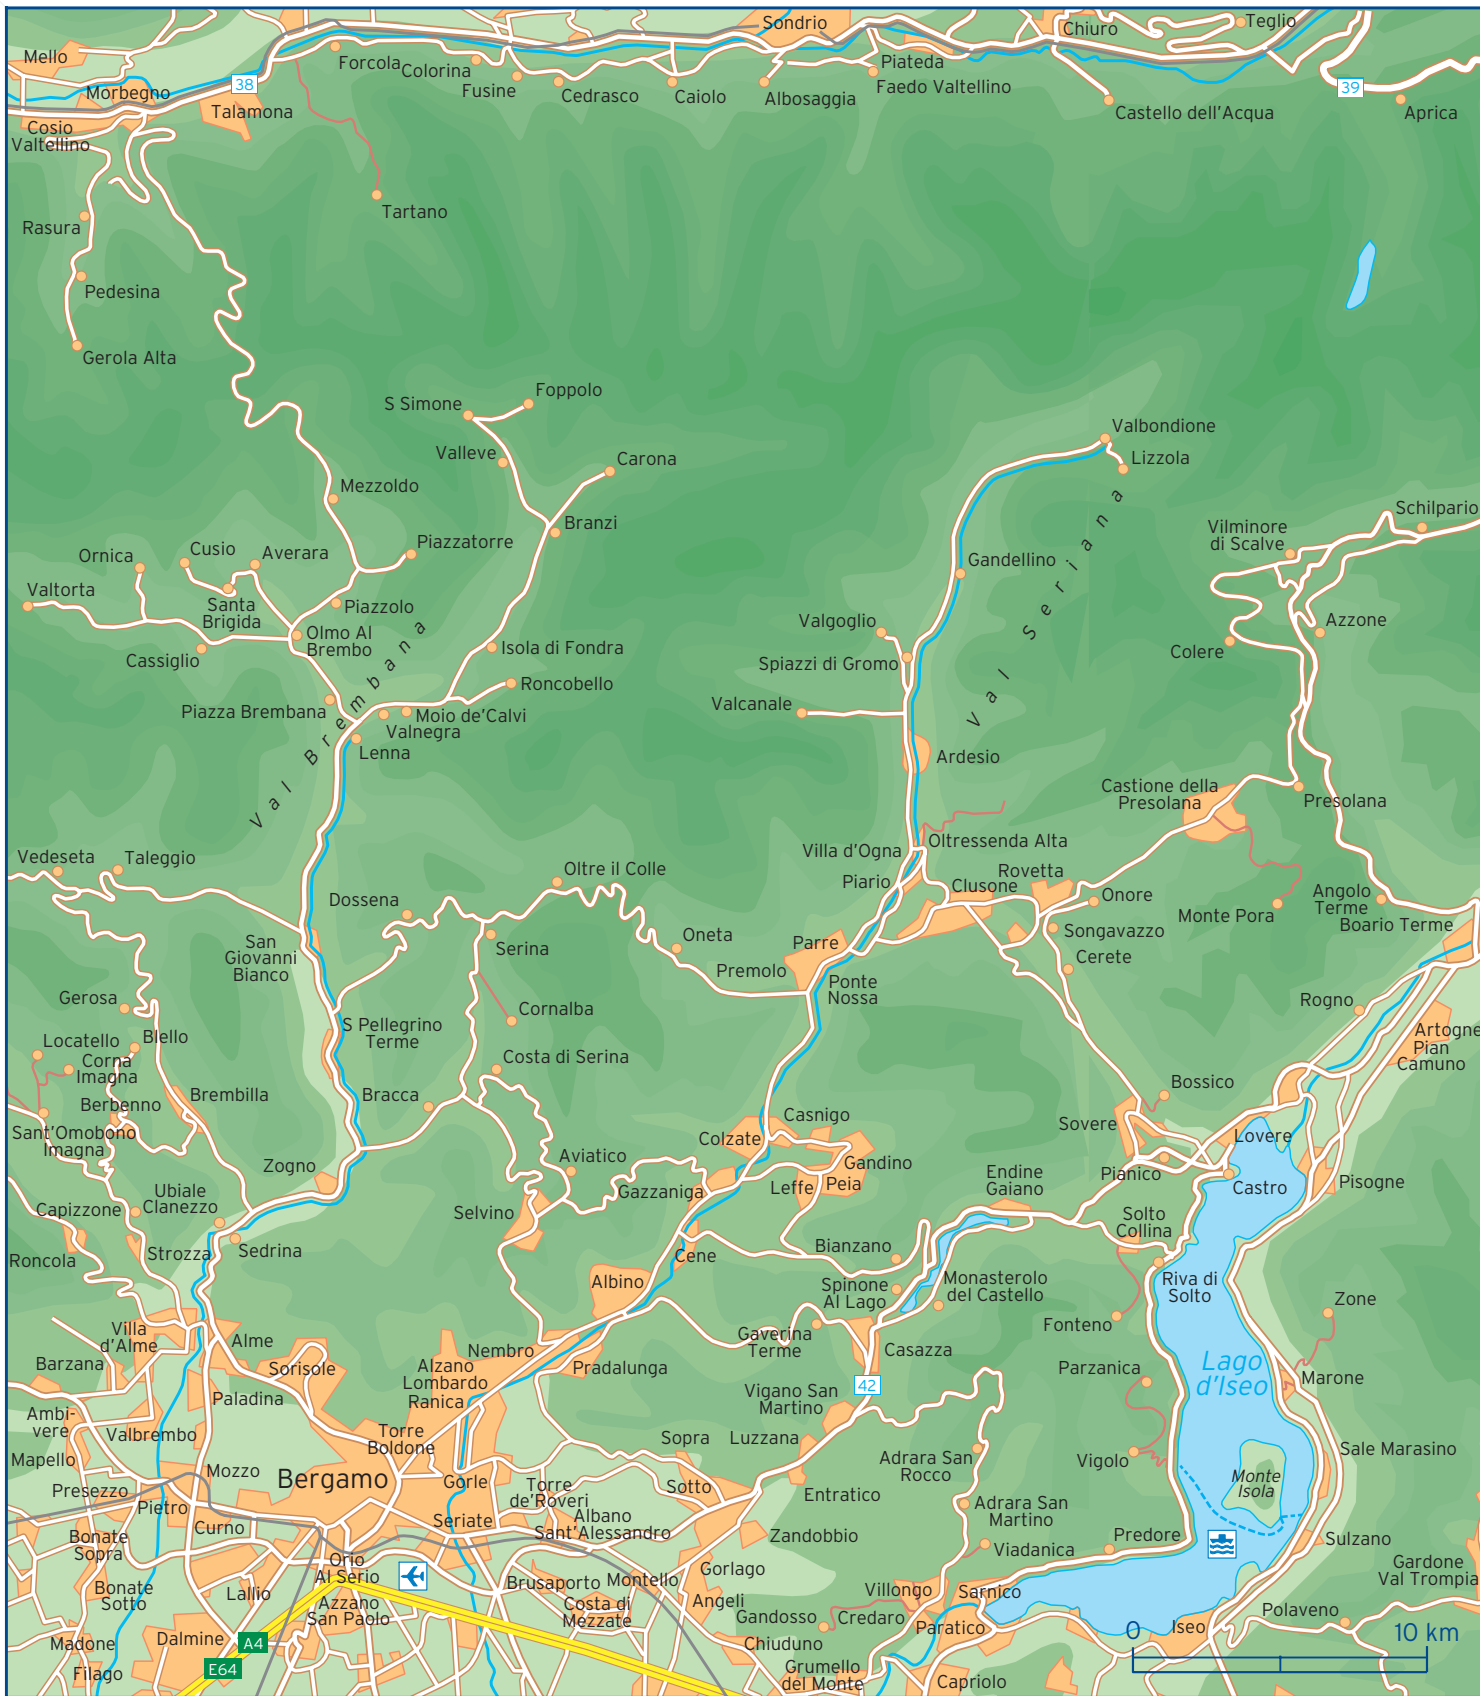 Sondrio
Chiuro
Teglio
Mello
Forcola
Colorina
Fusine
Cedrasco
Caiolo
Albosaggia
Piateda
Faedo Valtellino
38
39
Morbegno
Talamona
Castello dell'Acqua
Aprica
Cosio
Valtellino
Tartano
Rasura
Pedesina
Gerola Alta
S Simone
Foppolo
Valleve
Carona
Valbondione
Lizzola
Mezzoldo
Branzi
Schilpario
Vilminore
di Scalve
Ornica
Cusio
Averara
Piazzatorre
Gandellino
Valtorta
Santa
Brigida
Piazzolo
Olmo Al
Brembo
Valgoglio
Azzone
Cassiglio
Isola di Fondra
Spiazzi di Gromo
Colere
Roncobello
Piazza Brembana
Valcanale
Moio de'Calvi
Valnegra
Lenna
Val Brembana
Val Seriana
Ardesio
Castione della
Presolana
Presolana
Vedeseta
Taleggio
Oltre il Colle
Villa d'Ogna
Oltressenda Alta
Piario
Clusone
Rovetta
Onore
Monte Pora
Angolo
Terme
Boario Terme
Dossena
Serina
Oneta
Parre
Songavazzo
San
Giovanni
Bianco
Premolo
Ponte
Nossa
Cerete
Gerosa
Cornalba
Rogno
S Pellegrino
Terme
Artogne
Pian
Camuno
Locatello
Blello
Corna
Imagna
Costa di Serina
Bossico
Berbenno
Brembilla
Bracca
Casnigo
Sovere
Sant'Omobono
Imagna
Colzate
Lovere
Zogno
Aviatico
Gandino
Pianico
Gazzaniga
Leffe
Peia
Endine
Gaiano
Castro
Pisogne
Capizzone
Ubiale
Clanezzo
Selvino
Solto
Collina
Roncola
Strozza
Sedrina
Cene
Bianzano
Albino
Spinone
Al Lago
Monasterolo
del Castello
Riva di
Solto
Zone
Villa
d'Alme
Alme
Nembro
Gaverina
Terme
Casazza
Fonteno
Barzana
Sorisole
Alzano
Lombardo
Pradalunga
Parzanica
Lago
d'Iseo
Marone
Paladina
Ranica
Vigano San
Martino
42
Ambi-
vere
Valbrembo
Torre
Boldone
Sopra
Luzzana
Sale Marasino
Mapello
Mozzo
Bergamo
Gorle
Adrara San
Rocco
Vigolo
Monte
Isola
Presezzo
Torre
de'Roveri
Sotto
Entratico
Pietro
Curno
Seriate
Albano
Sant'Alessandro
Adrara San
Martino
Zandobbio
Predore
Sulzano
Bonate
Sopra
Viadanica
Orio
Al Serio
Gorlago
Gardone
Val Trompia
Bonate
Sotto
Lallio
Brusaporto
Montello
Villongo
Sarnico
Azzano
San Paolo
Costa di
Mezzate
Angeli
Gandosso
Credaro
Polaveno
Madone
Dalmine
A4
Paratico
Iseo
Chiuduno
0
10 km
Filago
E64
Grumello
del Monte
Capriolo